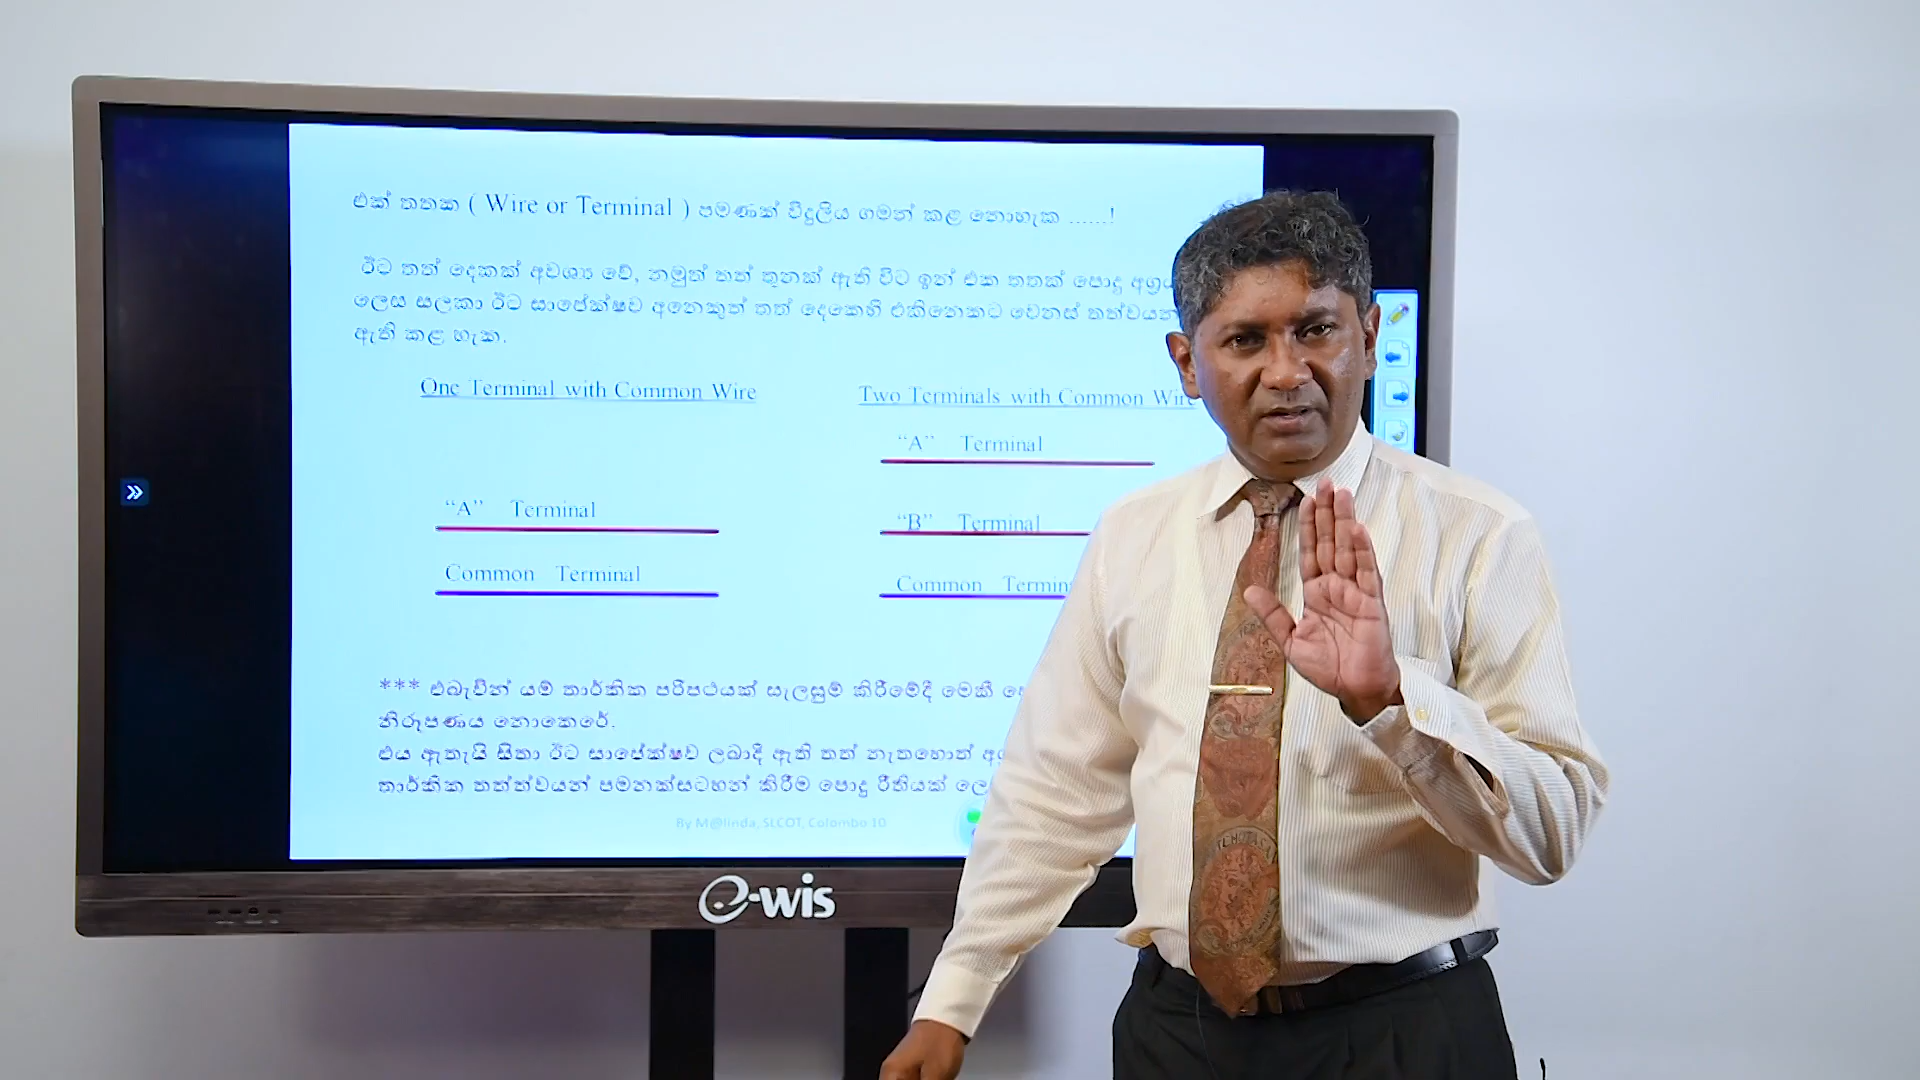 එක් තතක ( Wire or Terminal ) පමණක් විදුලිය ගමන් කළ නොහැක ......!
ඊට තත් දෙකක් අවශ්‍ය වේ, නමුත් තත් තුනක් ඇති විට ඉන් එක තතක් පොදු අග්‍රය
ලෙස සලකා ඊට සාපේක්ෂව අනෙකුත් තත් දෙකෙහි එකිනෙකට වෙනස් තත්වයන්
ඇති කළ හැක.
One Terminal with Common Wire
Two Terminals with Common Wire
“A” Terminal
“B” Terminal
Common
“A” Terminal
Common Terminal
*** එබැවින් යම් තාර්කික පරිපථයක් සැලසුම් කිරීමේදී මෙකී
නිරූපණය නොකෙරේ.
එය ඇතැයි සිතා ඊට සාපේක්ෂව ලබාදී ඇති තත් නැතහොත්
තාර්කික තත්ත්වයන් පමනක්සටහන් කිරීම පොදු රීතියක්
By M@linda, SLCOT, Colombo 10
e-wis